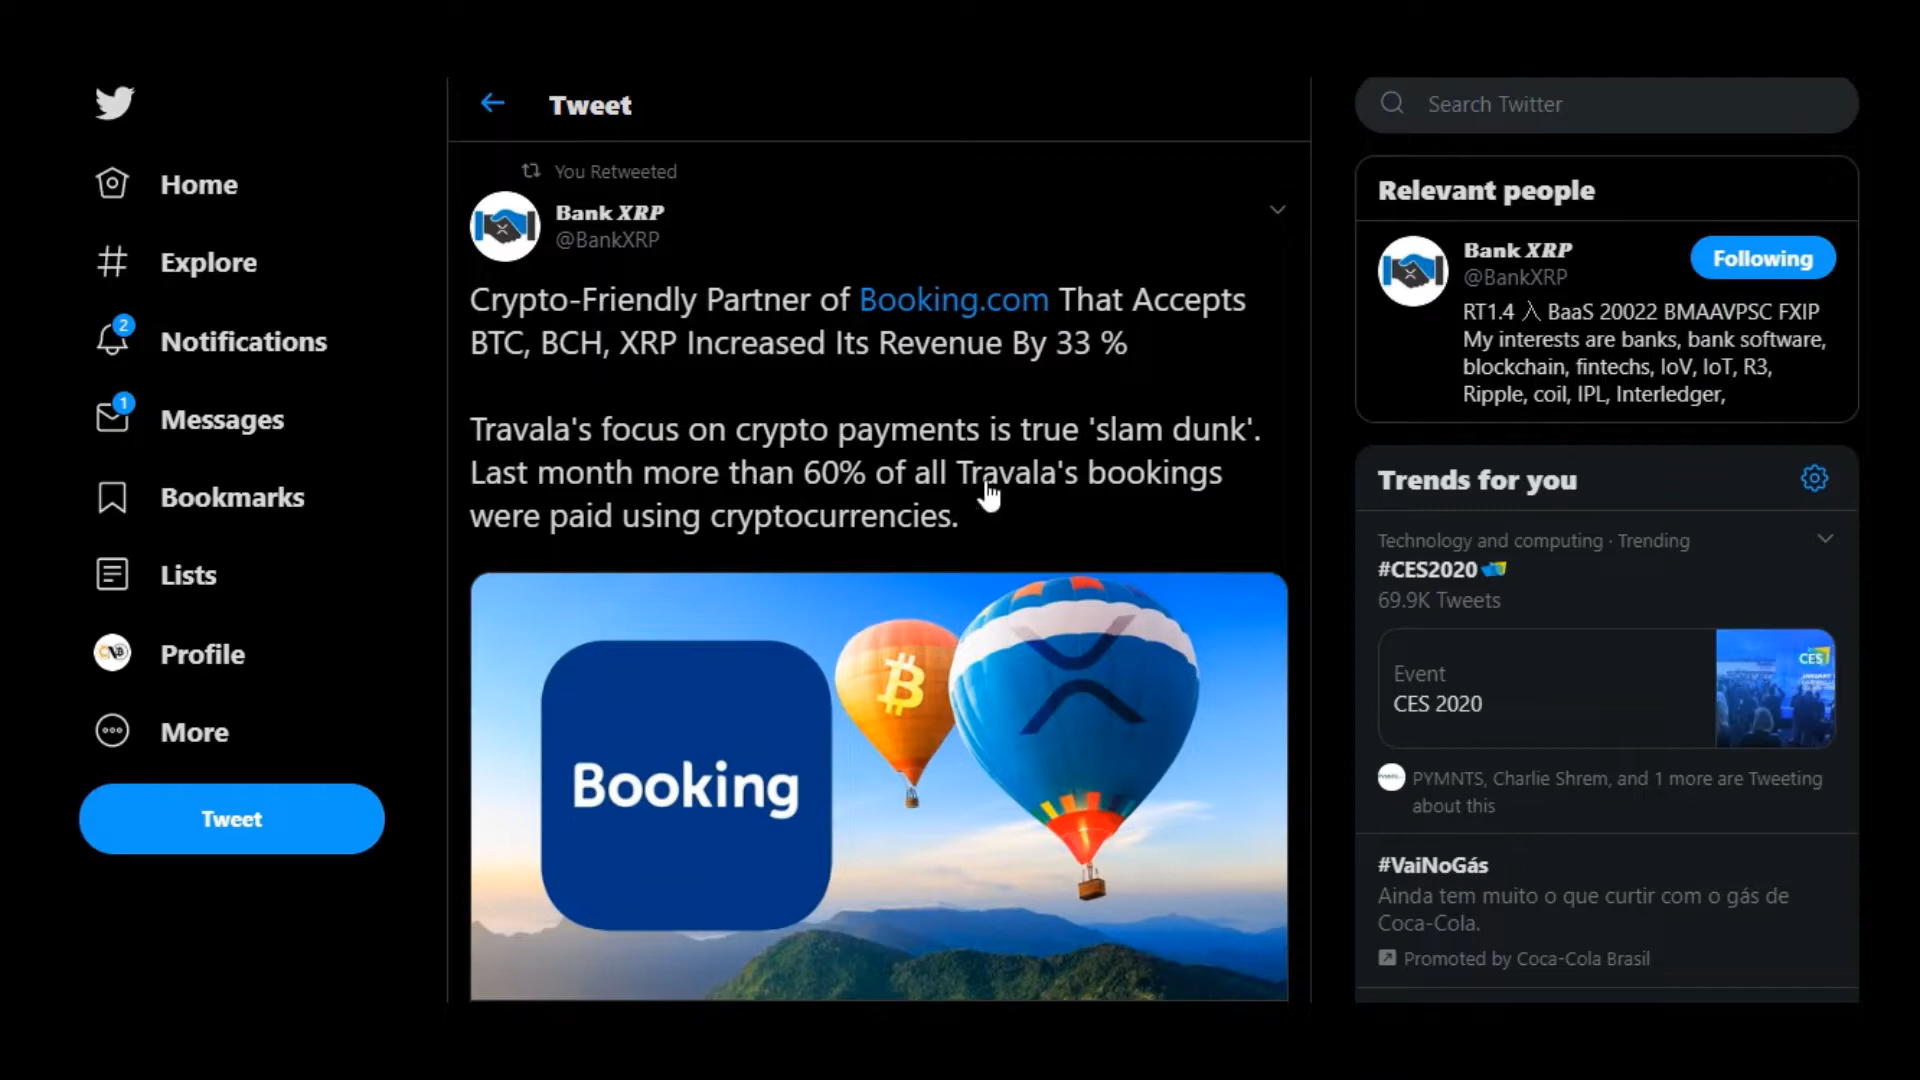 Tweet
Search Twitter
You Retweeted
Home
Bank XRP
@BankXRP
Relevant people
Bank XRP
@BankXRP
Following
RT1.4 入 BaaS 20022 BMAAVPSC FXIP
My interests are banks, bank software,
blockchain, fintechs, IoV, IoT, R3,
Ripple, coil, IPL, Interledger,
Explore
2
Notifications
1
Messages
Bookmarks
Lists
Profile
More
Tweet
Crypto-Friendly Partner of Booking.com That Accepts
BTC, BCH, XRP Increased Its Revenue By 33 %
Travala's focus on crypto payments is true 'slam dunk'.
Last month more than 60% of all Travala's bookings
were paid using cryptocurrencies.
Booking
Trends for you
Technology and computing · Trending
#CES2020
69.9K Tweets
Event
CES 2020
CES
PYMNTS, Charlie Shrem, and 1 more are Tweeting
about this
#VaiNoGás
Ainda tem muito o que curtir com o gás de
Coca-Cola.
Promoted by Coca-Cola Brasil